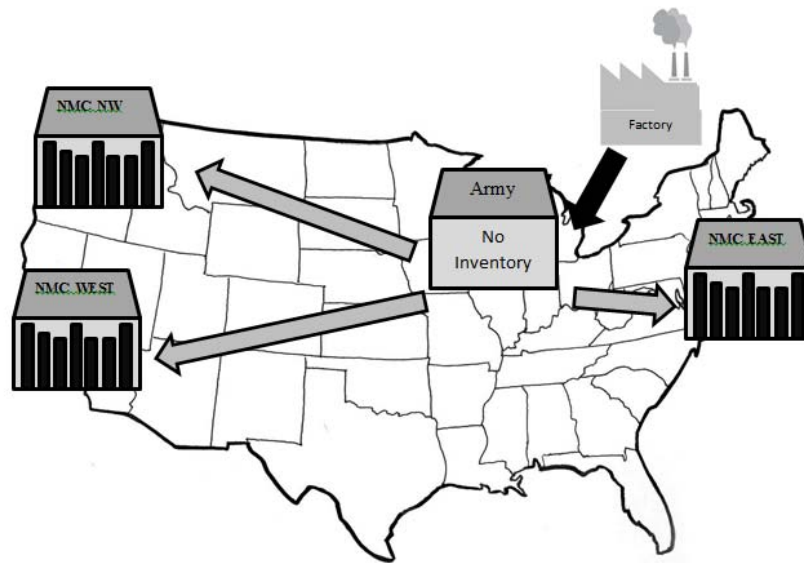 NMC NW
Factory
Army
No
Inventory
NMC EAST
NMC WEST